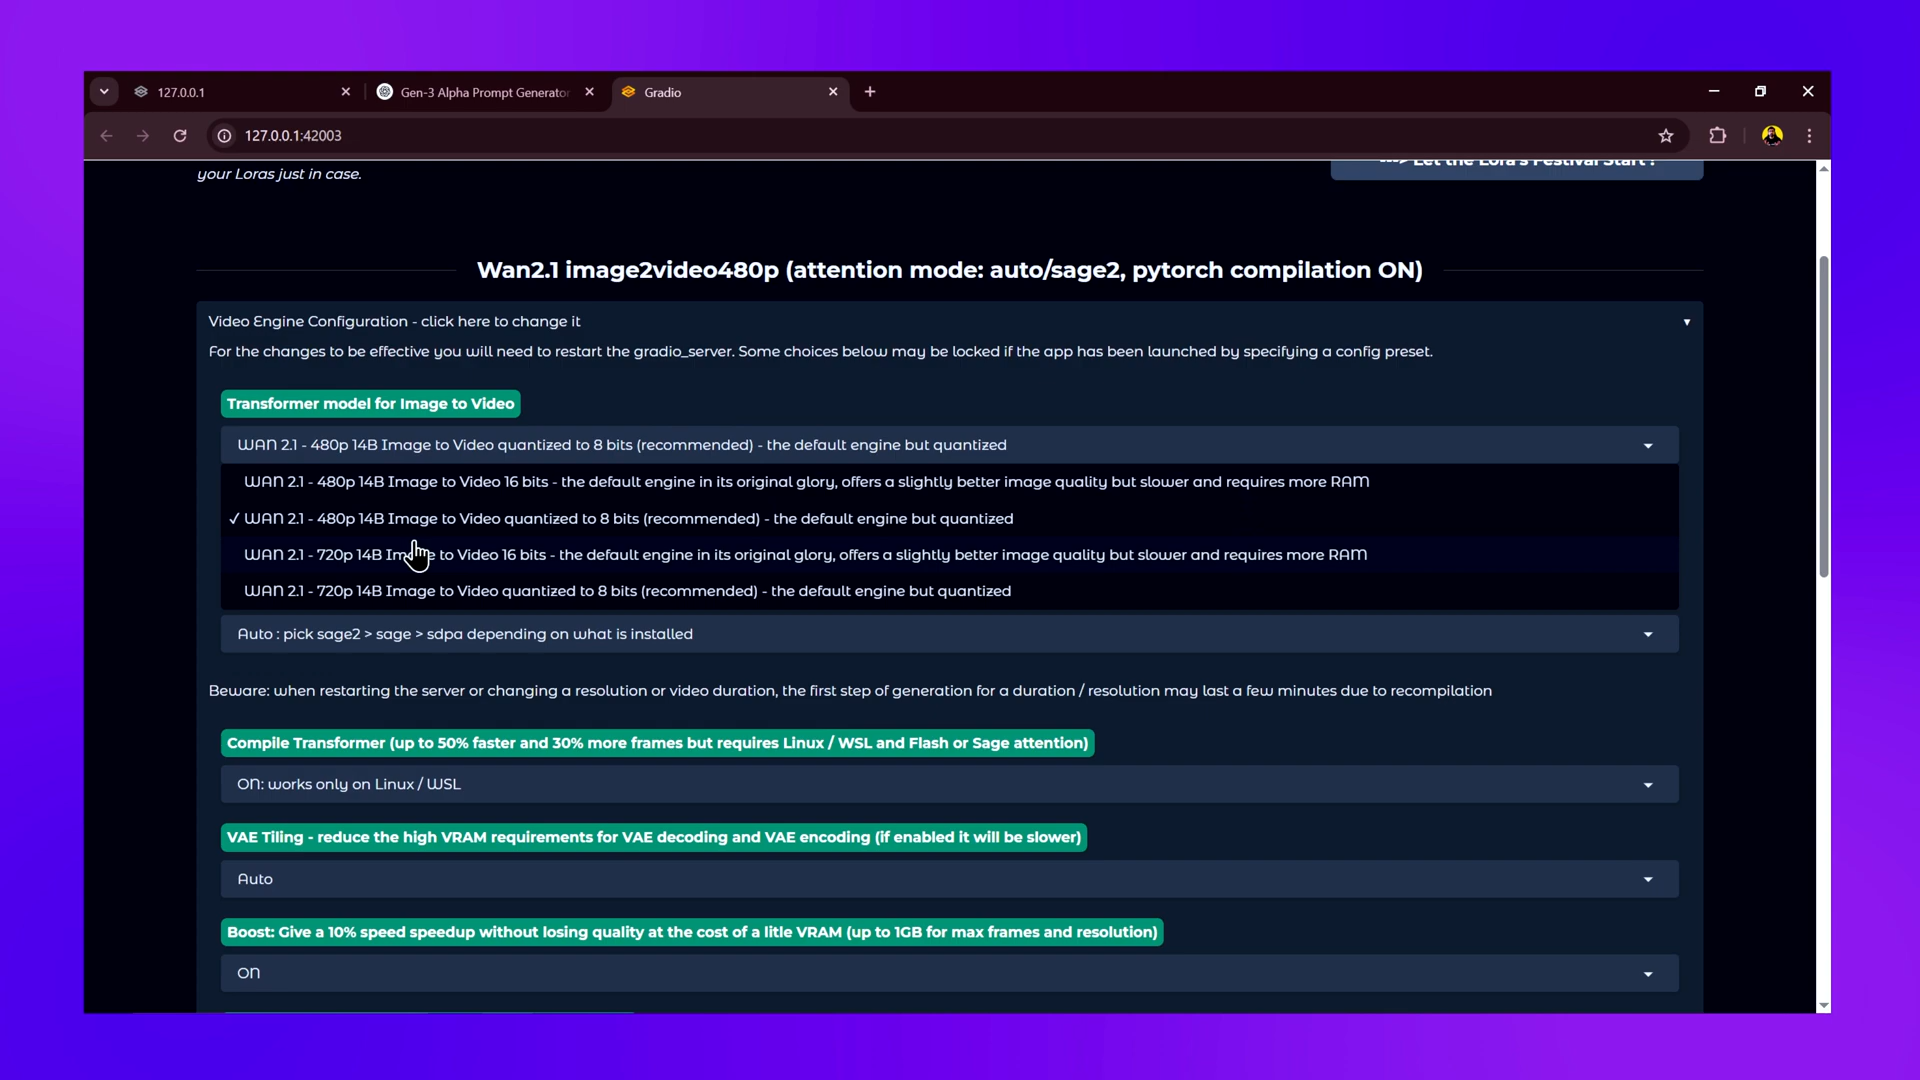 127.0.0.1
Gen-3 Alpha Prompt Generator
Gradio
127.0.0.1:42003
your Loras just in case.
---> Let the Lora's Festival Start !
Wan2.1 image2video480p (attention mode: auto/sage2, pytorch compilation ON)
Video Engine Configuration - click here to change it
For the changes to be effective you will need to restart the gradio_server. Some choices below may be locked if the app has been launched by specifying a config preset.
Transformer model for Image to Video
WAN 2.1 - 480p 14B Image to Video quantized to 8 bits (recommended) - the default engine but quantized
WAN 2.1 - 480p 14B Image to Video 16 bits - the default engine in its original glory, offers a slightly better image quality but slower and requires more RAM
✓ WAN 2.1 - 480p 14B Image to Video quantized to 8 bits (recommended) - the default engine but quantized
WAN 2.1 - 720p 14B Image to Video 16 bits - the default engine in its original glory, offers a slightly better image quality but slower and requires more RAM
WAN 2.1 - 720p 14B Image to Video quantized to 8 bits (recommended) - the default engine but quantized
Auto : pick sage2 > sage > sdpa depending on what is installed
Beware: when restarting the server or changing a resolution or video duration, the first step of generation for a duration / resolution may last a few minutes due to recompilation
Compile Transformer (up to 50% faster and 30% more frames but requires Linux / WSL and Flash or Sage attention)
ON: works only on Linux / WSL
VAE Tiling - reduce the high VRAM requirements for VAE decoding and VAE encoding (if enabled it will be slower)
Auto
Boost: Give a 10% speed speedup without losing quality at the cost of a litle VRAM (up to 1GB for max frames and resolution)
ON